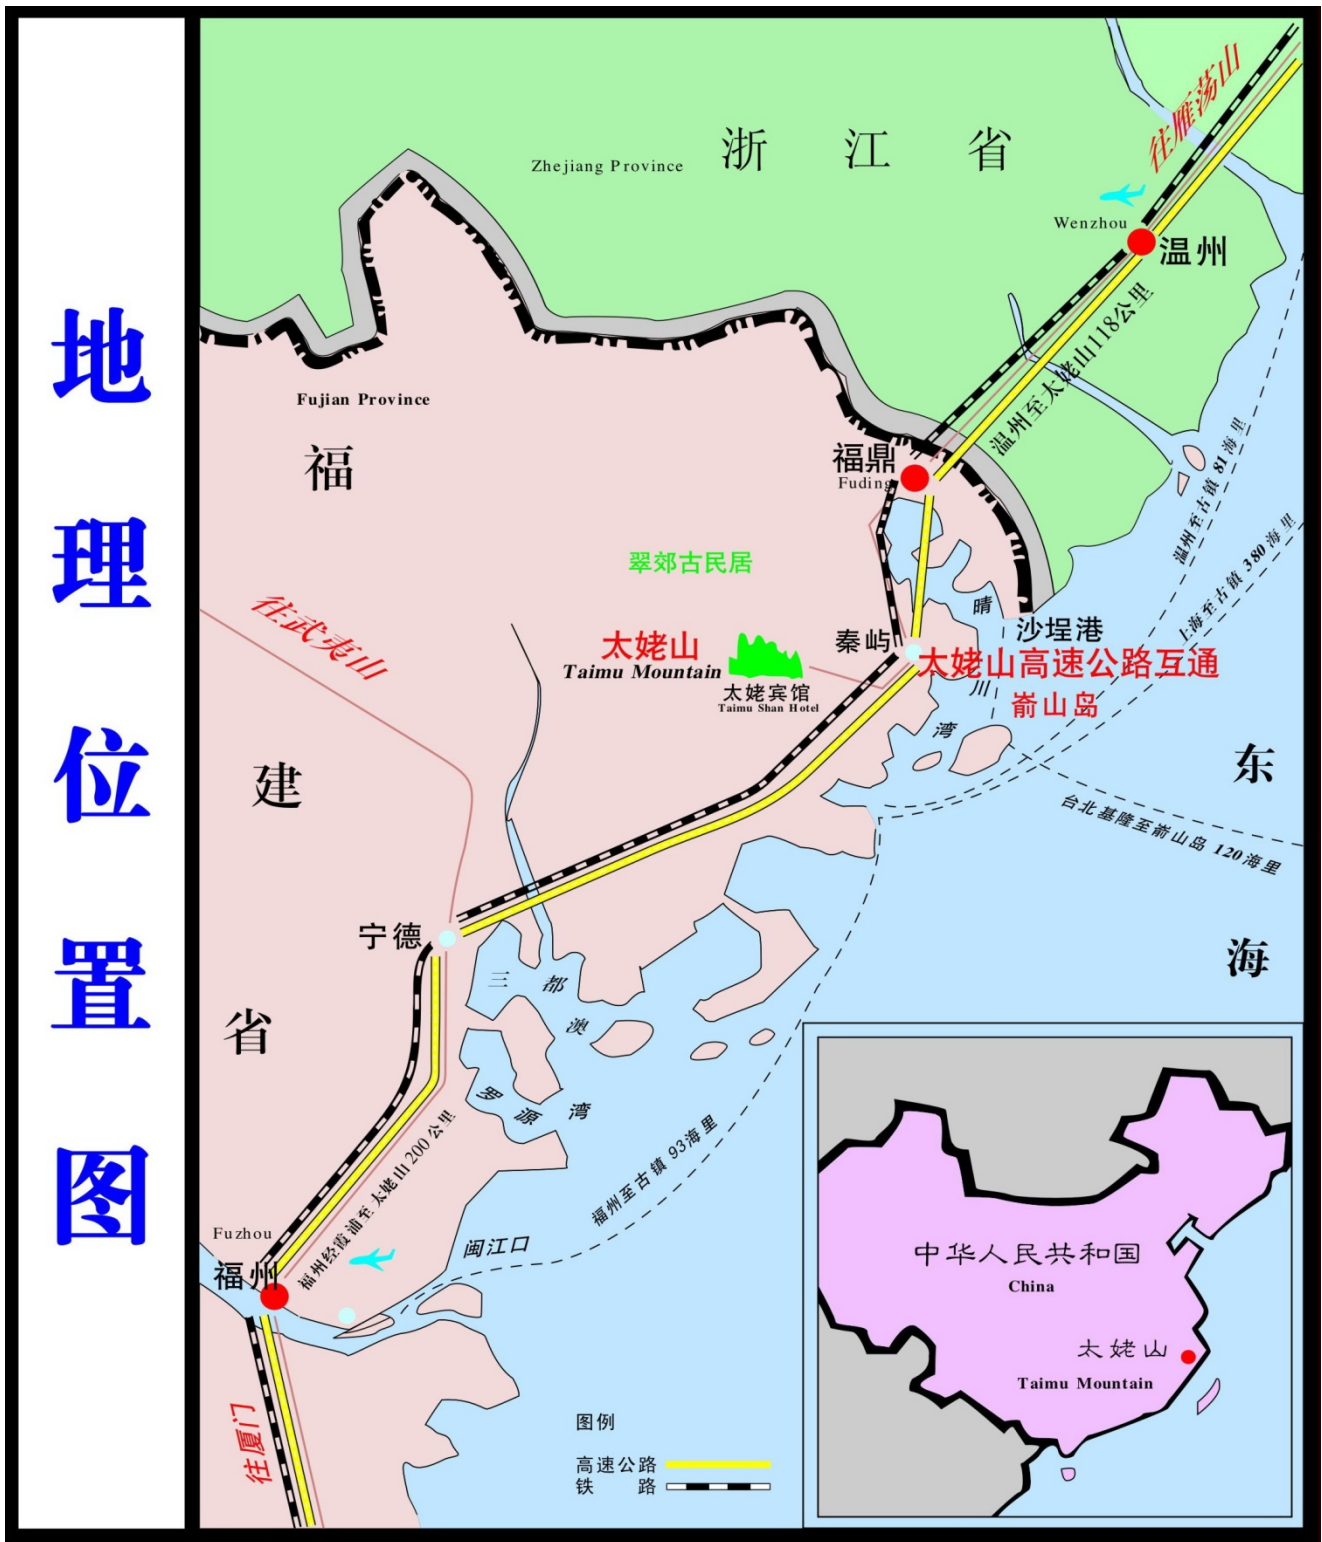 地理位置图
往雁荡山
浙江省
Zhejiang Province
Wenzhou
温州
温州至太姥山118公里
Fujian Province
福建省
福鼎
Fuding
温州至古镇 81 海里
上海至古镇 380 海里
翠郊古民居
往武夷山
晴川湾
沙埕港
秦屿
太姥山
Taimu Mountain
太姥山高速公路互通
太姥宾馆
Taimu Shan Hotel
嵛山岛
东海
台北基隆至嵛山岛 120 海里
宁德
三都澳
罗源湾
福州至古镇 93海里
福州经霞浦至太姥山200公里
Fuzhou
福州
闽江口
往厦门
图例
高速公路
铁 路
中华人民共和国
China
太姥山
Taimu Mountain